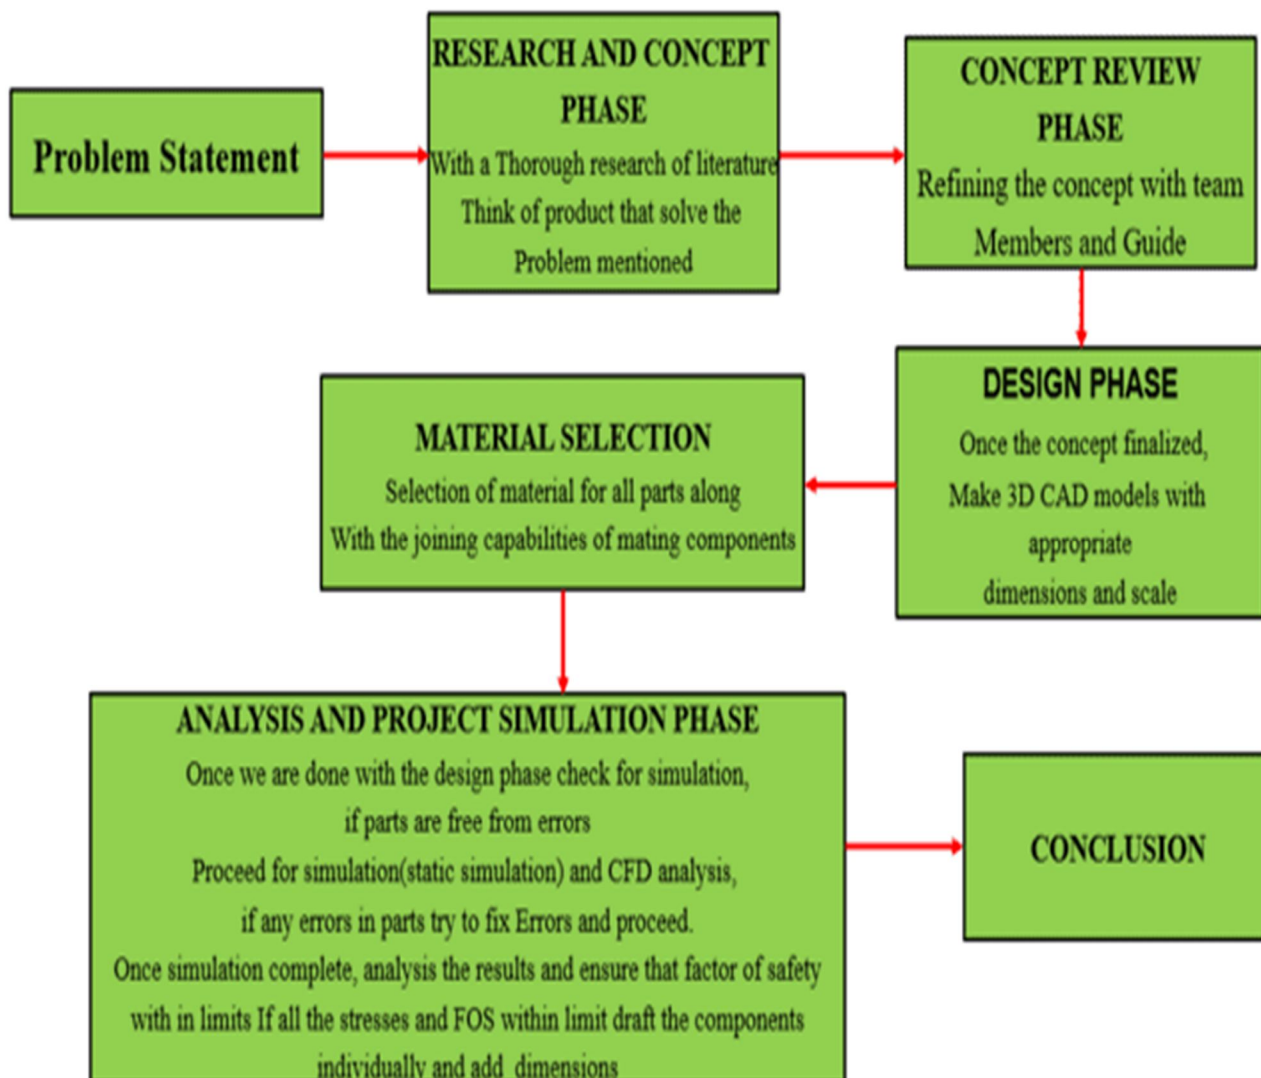 Problem Statement
RESEARCH AND CONCEPT
PHASE
With a Thorough research of literature
Think of product that solve the
Problem mentioned
CONCEPT REVIEW
PHASE
Refining the concept with team
Members and Guide
DESIGN PHASE
Once the concept finalized,
Make 3D CAD models with
appropriate
dimensions and scale
MATERIAL SELECTION
Selection of material for all parts along
With the joining capabilities of mating components
ANALYSIS AND PROJECT SIMULATION PHASE
Once we are done with the design phase check for simulation,
if parts are free from errors
Proceed for simulation(static simulation) and CFD analysis,
if any errors in parts try to fix Errors and proceed.
Once simulation complete, analysis the results and ensure that factor of safety
with in limits If all the stresses and FOS within limit draft the components
individually and add dimensions
CONCLUSION